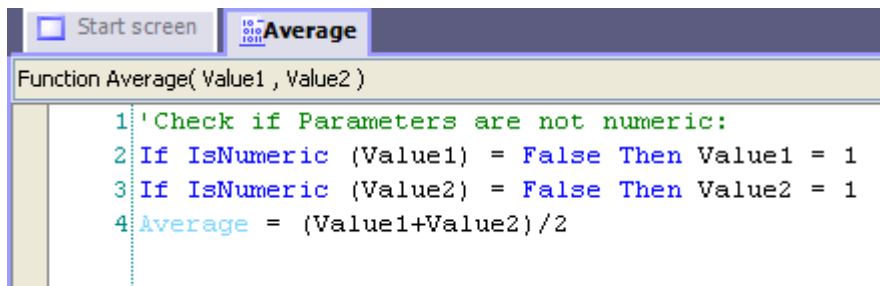 Start screen
Average
Function Average( Value1 , Value2 )
1 'Check if Parameters are not numeric:
2 If IsNumeric (Value1) = False Then Value1 = 1
3 If IsNumeric (Value2) = False Then Value2 = 1
4 Average = (Value1+Value2)/2